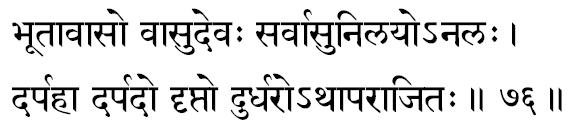 भूतावासो वासुदेवः सर्वासुनिलयोऽनलः।
दर्पहा दर्पदो दृप्तो दुर्धरोऽथापराजितः॥ ७६॥